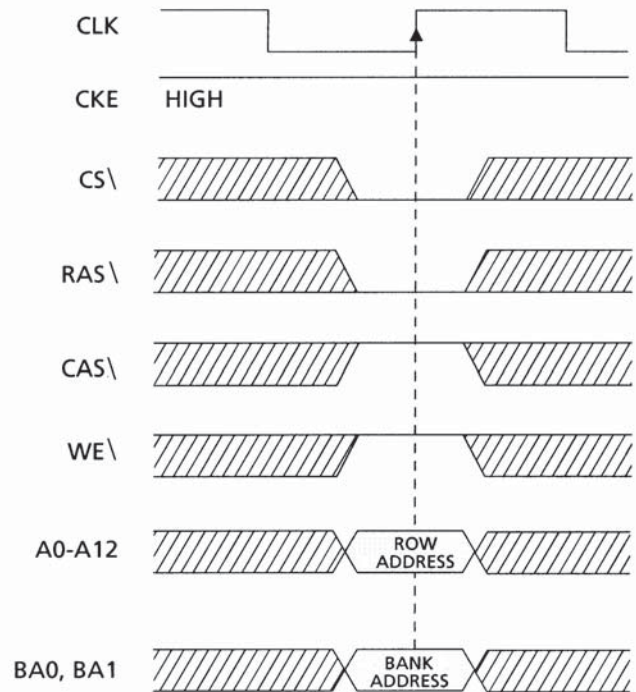 CLK
CKE HIGH
CS\
RAS\
CAS\
WE\
A0-A12 ROW
ADDRESS
BA0, BA1 BANK
ADDRESS